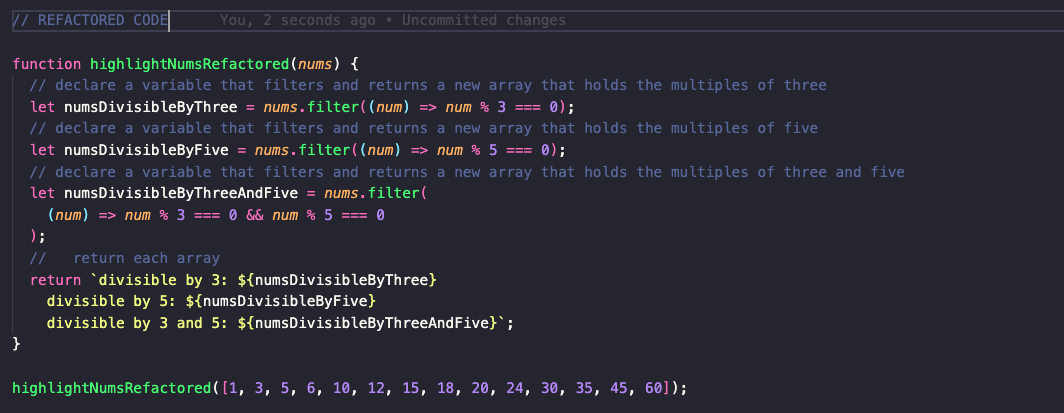 // REFACTORED CODE      You, 2 seconds ago • Uncommitted changes

function highlightNumsRefactored(nums) {
  // declare a variable that filters and returns a new array that holds the multiples of three
  let numsDivisibleByThree = nums.filter((num) => num % 3 === 0);
  // declare a variable that filters and returns a new array that holds the multiples of five
  let numsDivisibleByFive = nums.filter((num) => num % 5 === 0);
  // declare a variable that filters and returns a new array that holds the multiples of three and five
  let numsDivisibleByThreeAndFive = nums.filter(
    (num) => num % 3 === 0 && num % 5 === 0
  );
  //   return each array
  return `divisible by 3: ${numsDivisibleByThree}
    divisible by 5: ${numsDivisibleByFive}
    divisible by 3 and 5: ${numsDivisibleByThreeAndFive}`;
}

highlightNumsRefactored([1, 3, 5, 6, 10, 12, 15, 18, 20, 24, 30, 35, 45, 60]);